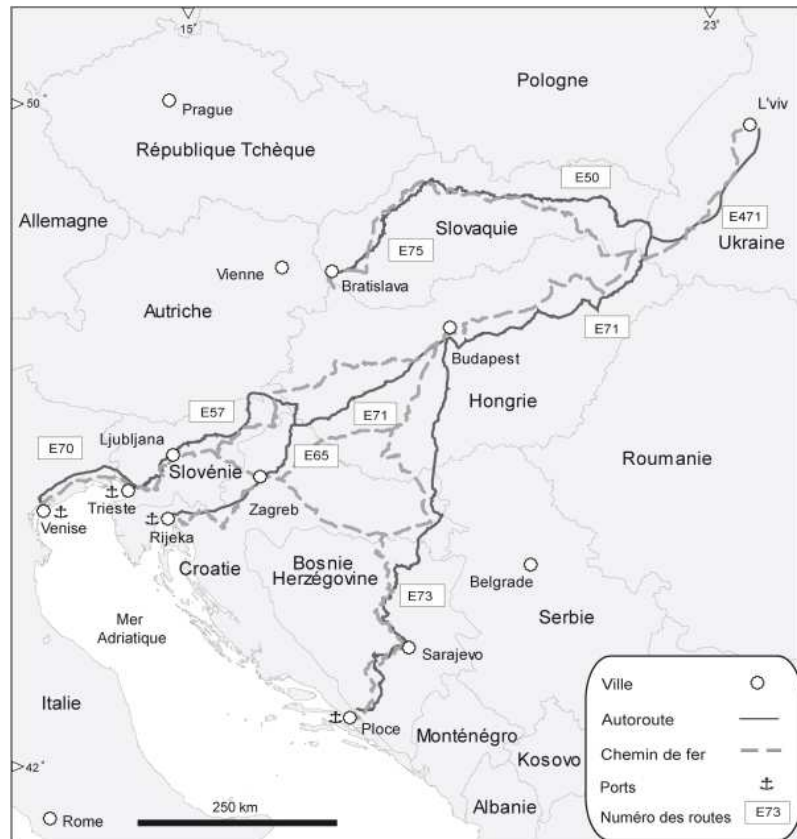 15°
23°
50°
Pologne
L'viv
Prague
République Tchèque
E50
Allemagne
E471
Slovaquie
Ukraine
E75
Vienne
Bratislava
Autriche
E71
Budapest
Hongrie
E57
E71
Ljubljana
E70
E65
Slovénie
Roumanie
Trieste
Zagreb
Venise
Rijeka
Croatie
Bosnie
Herzégovine
Belgrade
E73
Serbie
Mer
Adriatique
Sarajevo
Italie
Ploce
Monténégro
Kosovo
42°
Albanie
250 km
Rome
Ville
Autoroute
Chemin de fer
Ports
Numéro des routes
E73